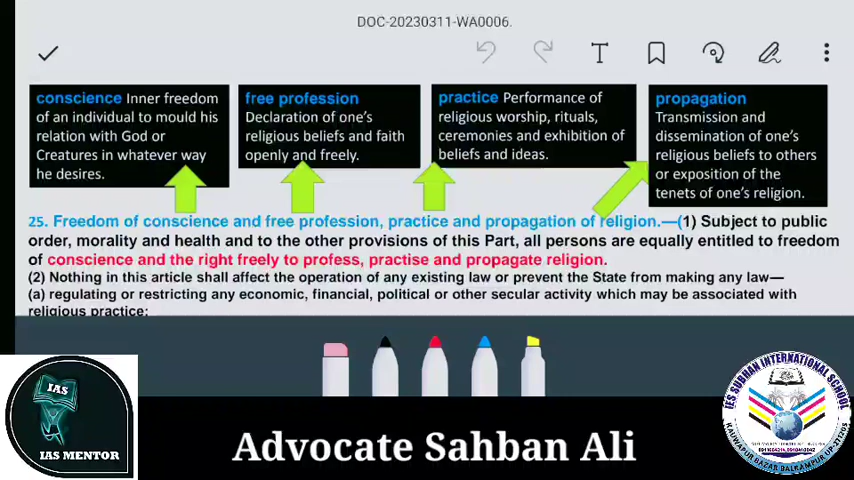 DOC-20230311-WA0006.
T
conscience Inner freedom
of an individual to mould his
relation with God or
Creatures in whatever way
he desires.
free profession
Declaration of one's
religious beliefs and faith
openly and freely.
practice Performance of
religious worship, rituals,
ceremonies and exhibition of
beliefs and ideas.
propagation
Transmission and
dissemination of one's
religious beliefs to others
or exposition of the
tenets of one's religion.
25. Freedom of conscience and free profession, practice and propagation of religion.—(1) Subject to public
order, morality and health and to the other provisions of this Part, all persons are equally entitled to freedom
of conscience and the right freely to profess, practise and propagate religion.
(2) Nothing in this article shall affect the operation of any existing law or prevent the State from making any law—
(a) regulating or restricting any economic, financial, political or other secular activity which may be associated with
religious practice;
IAS
IAS MENTOR
Advocate Sahban Ali
IES SUBHAN INTERNATIONAL SCHOOL